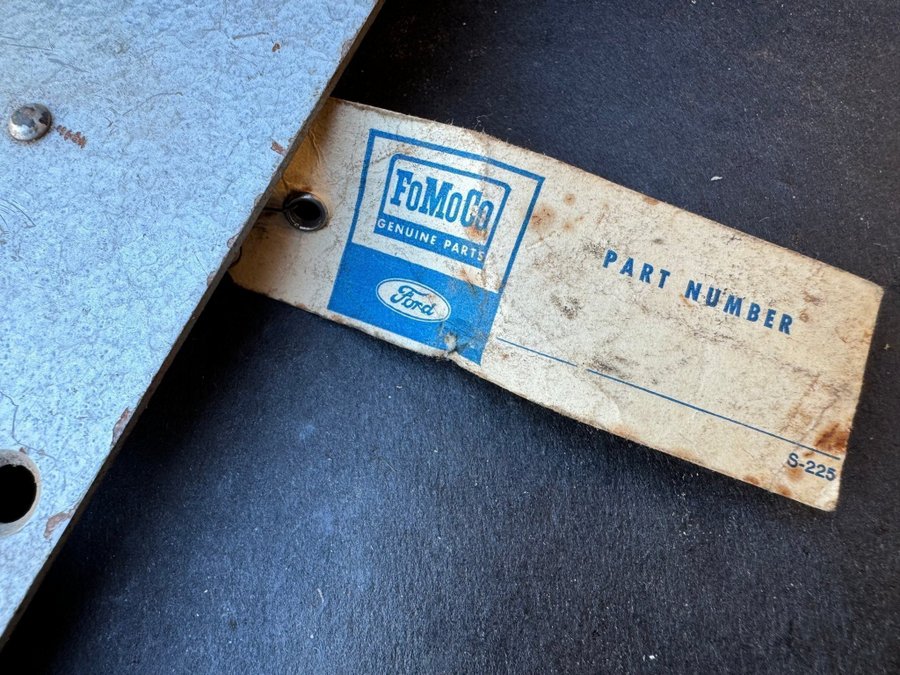 FoMoCo
GENUINE PARTS
Ford
PART NUMBER
S-225